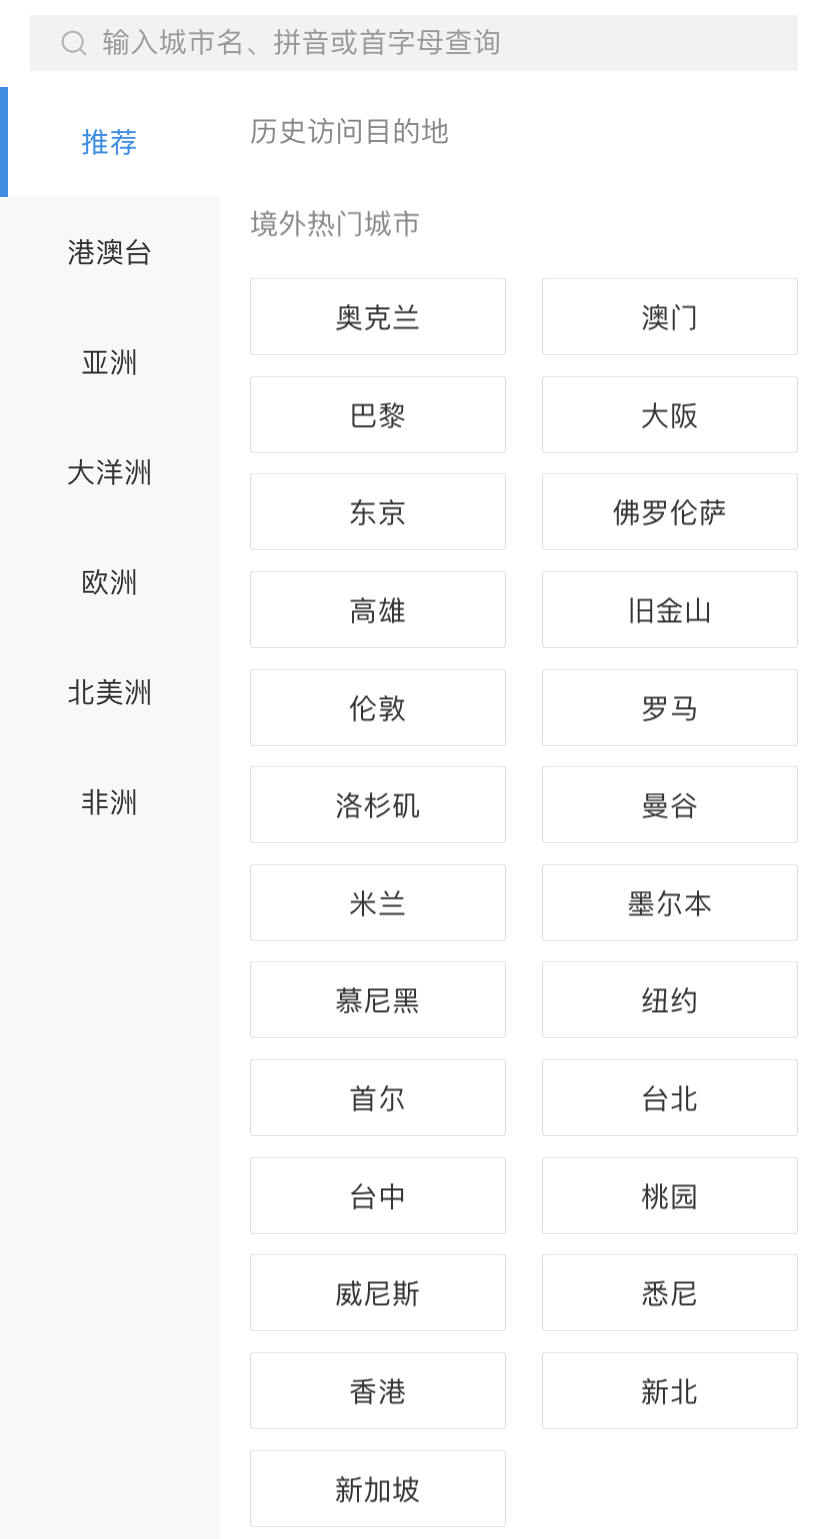 输入城市名、拼音或首字母查询
推荐
港澳台
亚洲
大洋洲
欧洲
北美洲
非洲
历史访问目的地
境外热门城市
奥克兰
澳门
巴黎
大阪
东京
佛罗伦萨
高雄
旧金山
伦敦
罗马
洛杉矶
曼谷
米兰
墨尔本
慕尼黑
纽约
首尔
台北
台中
桃园
威尼斯
悉尼
香港
新北
新加坡